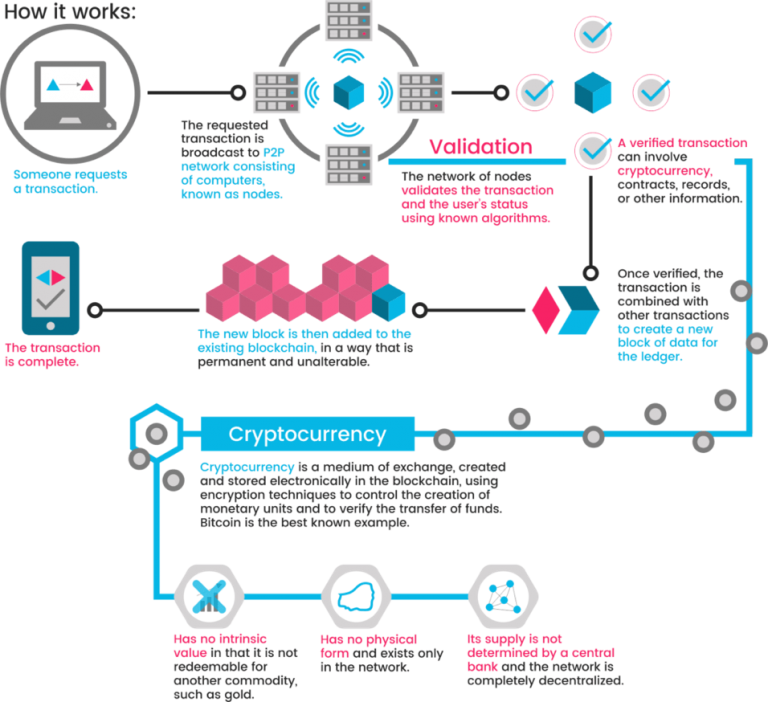 How it works:
Someone requests
a transaction.
The requested
transaction is
broadcast to P2P
network consisting
of computers,
known as nodes.
Validation
The network of nodes
validates the transaction
and the user's status
using known algorithms.
A verified transaction
can involve
cryptocurrency,
contracts, records,
or other information.
Once verified, the
transaction is
combined with
other transactions
to create a new
block of data for
the ledger.
The new block is then added to the
existing blockchain, in a way that is
permanent and unalterable.
The transaction
is complete.
Cryptocurrency
Cryptocurrency is a medium of exchange, created
and stored electronically in the blockchain, using
encryption techniques to control the creation of
monetary units and to verify the transfer of funds.
Bitcoin is the best known example.
Has no intrinsic
value in that it is not
redeemable for
another commodity,
such as gold.
Has no physical
form and exists only
in the network.
Its supply is not
determined by a central
bank and the network is
completely decentralized.